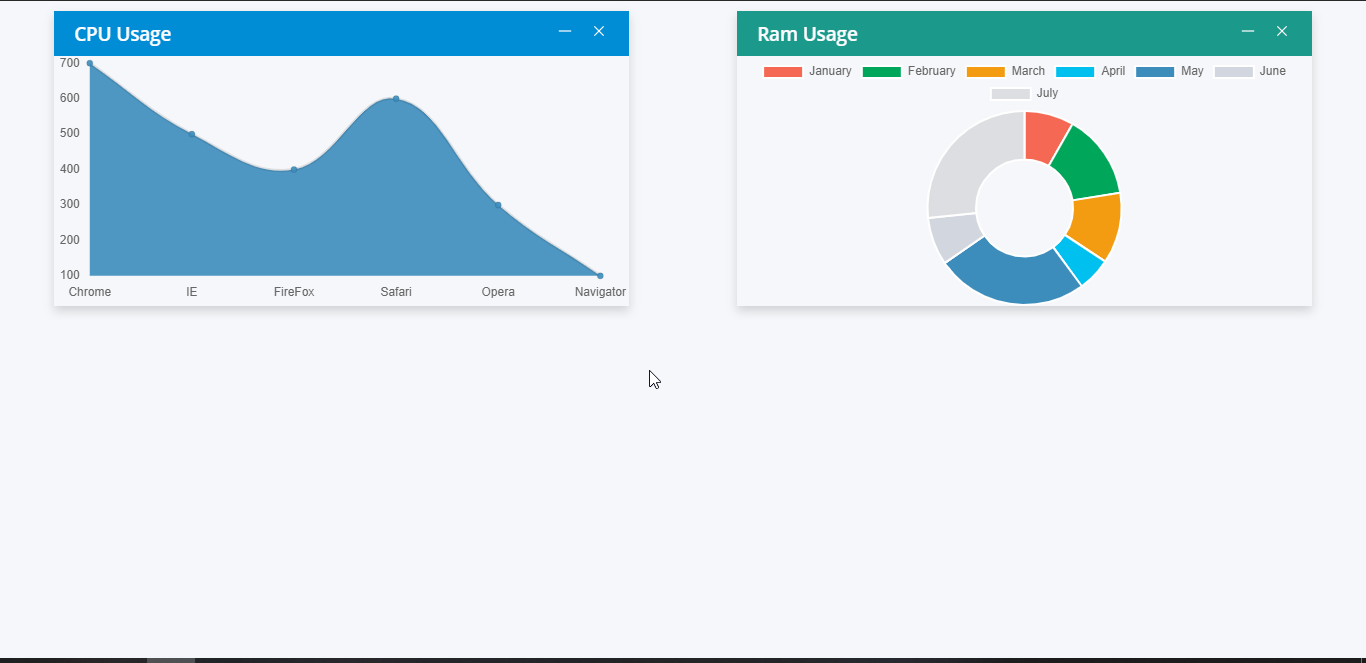 CPU Usage
700
600
500
400
300
200
100
Chrome IE FireFox Safari Opera Navigator
Ram Usage
January February March April May June
July